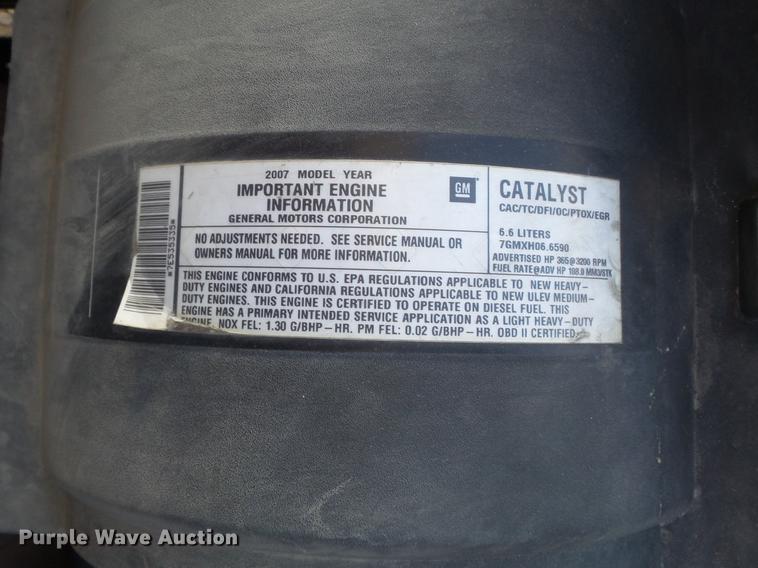 2007 MODEL YEAR
IMPORTANT ENGINE
INFORMATION
GENERAL MOTORS CORPORATION
GM
NO ADJUSTMENTS NEEDED. SEE SERVICE MANUAL OR
OWNERS MANUAL FOR MORE INFORMATION.
CATALYST
CAC/TC/DFI/OC/PTOX/EGR
6.6 LITERS
7GMXH06.6590
ADVERTISED HP 365@3200 RPM
FUEL RATE@ADV HP 198.9 MM3/STK
THIS ENGINE CONFORMS TO U.S. EPA REGULATIONS APPLICABLE TO NEW HEAVY-
DUTY ENGINES AND CALIFORNIA REGULATIONS APPLICABLE TO NEW ULEV MEDIUM-
DUTY ENGINES. THIS ENGINE IS CERTIFIED TO OPERATE ON DIESEL FUEL. THIS
ENGINE HAS A PRIMARY INTENDED SERVICE APPLICATION AS A LIGHT HEAVY-DUTY
ENGINE. NOX FEL: 1.30 G/BHP-HR. PM FEL: 0.02 G/BHP-HR. OBD II CERTIFIED.
*7E535335*
Purple Wave Auction